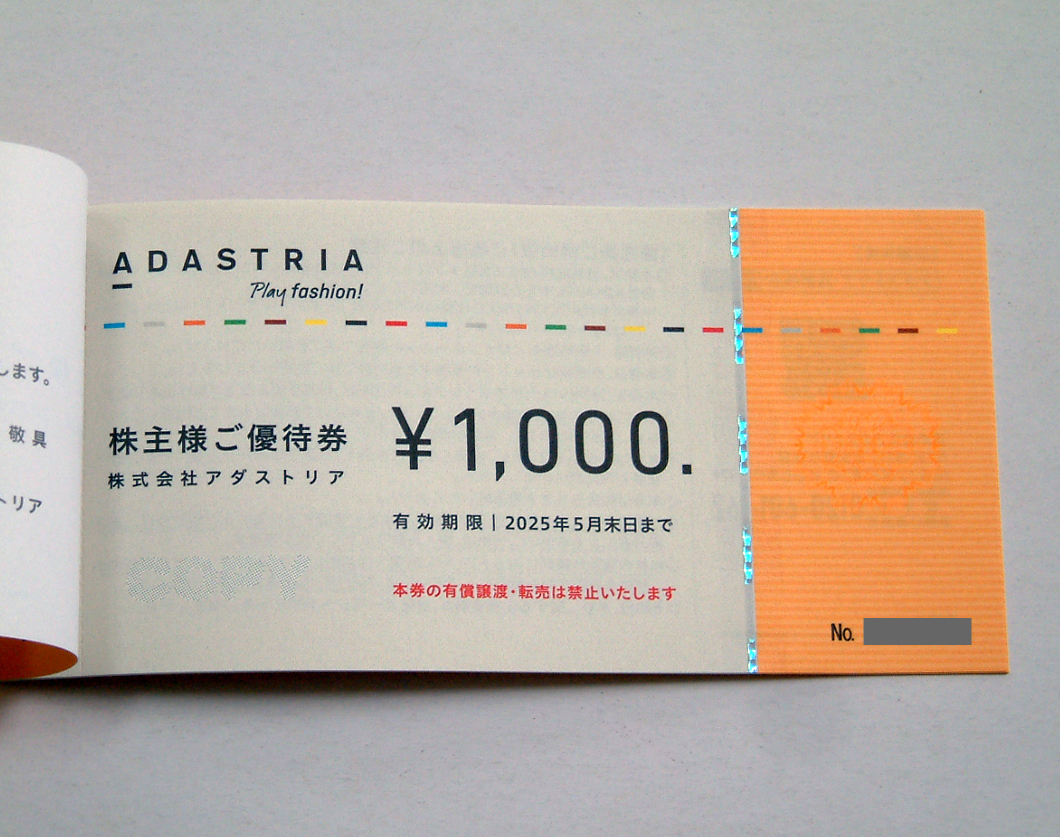 します。
敬具
トリア
ADASTRIA
Play fashion!
株主様ご優待券
株式会社アダストリア
¥1,000.
有効期限|2025年5月末日まで
本券の有償譲渡・転売は禁止いたします
COPY
No.